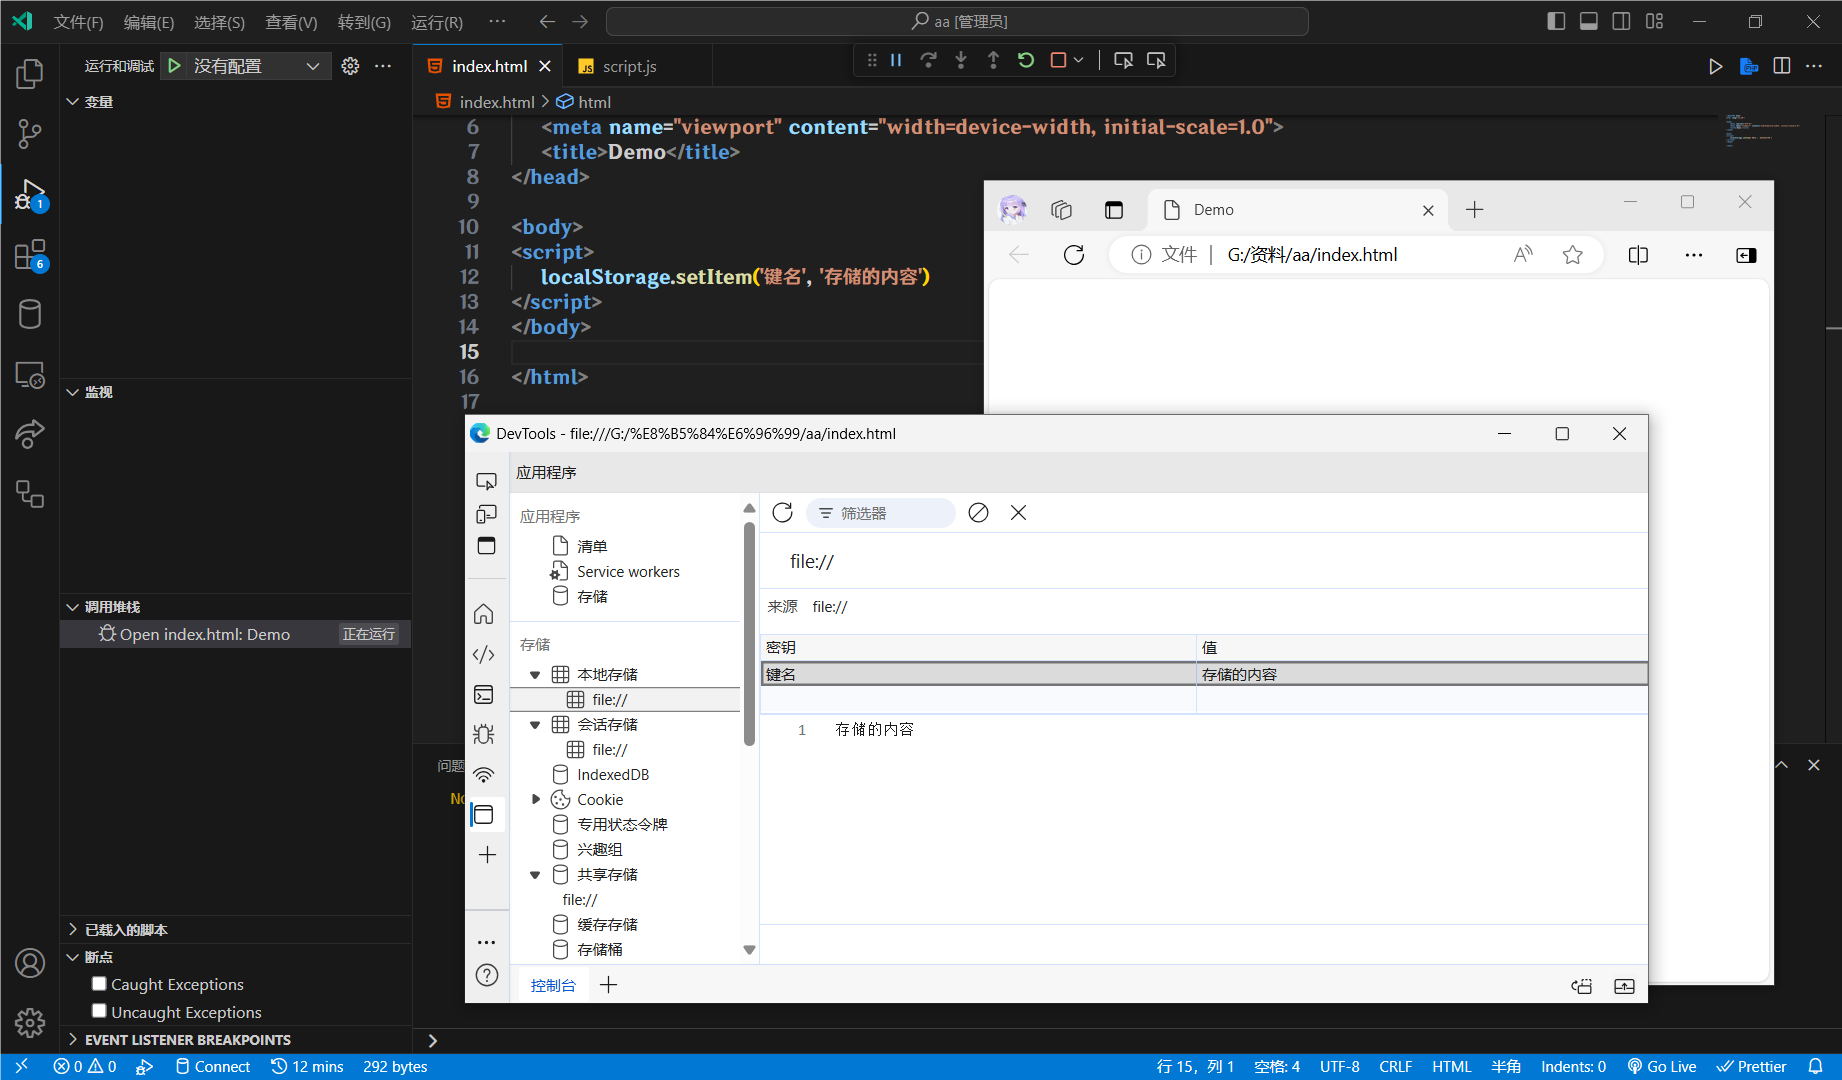 文件(F) 编辑(E) 选择(S) 查看(V) 转到(G) 运行(R) ··· aa [管理员]
运行和调试 没有配置 ···
变量
监视
调用堆栈
Open index.html: Demo 正在运行
已载入的脚本
断点
Caught Exceptions
Uncaught Exceptions
EVENT LISTENER BREAKPOINTS
1
6
index.html script.js
index.html > html
6 <meta name="viewport" content="width=device-width, initial-scale=1.0">
7 <title>Demo</title>
8 </head>
9
10 <body>
11 <script>
12 localStorage.setItem('键名', '存储的内容')
13 </script>
14 </body>
15
16 </html>
17
问题
Demo
文件 | G:/资料/aa/index.html
DevTools - file:///G:/%E8%B5%84%E6%96%99/aa/index.html
应用程序
应用程序
清单
Service workers
存储
存储
本地存储
file://
会话存储
file://
IndexedDB
Cookie
专用状态令牌
兴趣组
共享存储
file://
缓存存储
存储桶
筛选器
file://
来源 file://
密钥 值
键名 存储的内容
1 存储的内容
控制台
0 0 Connect 12 mins 292 bytes 行 15, 列 1 空格: 4 UTF-8 CRLF HTML 半角 Indents: 0 Go Live Prettier